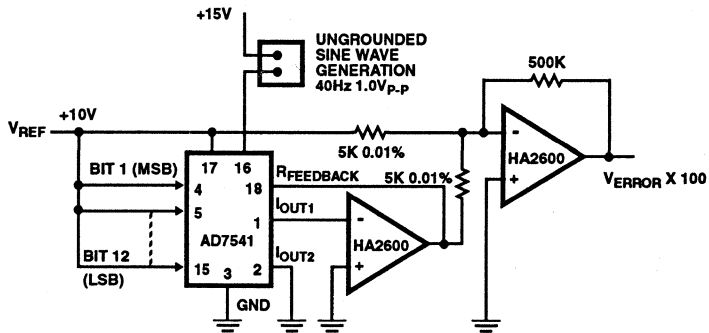 +15V
UNGROUNDED
SINE WAVE
GENERATION
40Hz 1.0VP-P
500K
VREF
+10V
5K 0.01%
5K 0.01%
-
+
HA2600
VERROR X 100
BIT 1 (MSB)
BIT 12
(LSB)
17
16
4
5
15
18
1
2
3
AD7541
RFEEDBACK
IOUT1
IOUT2
-
+
HA2600
GND